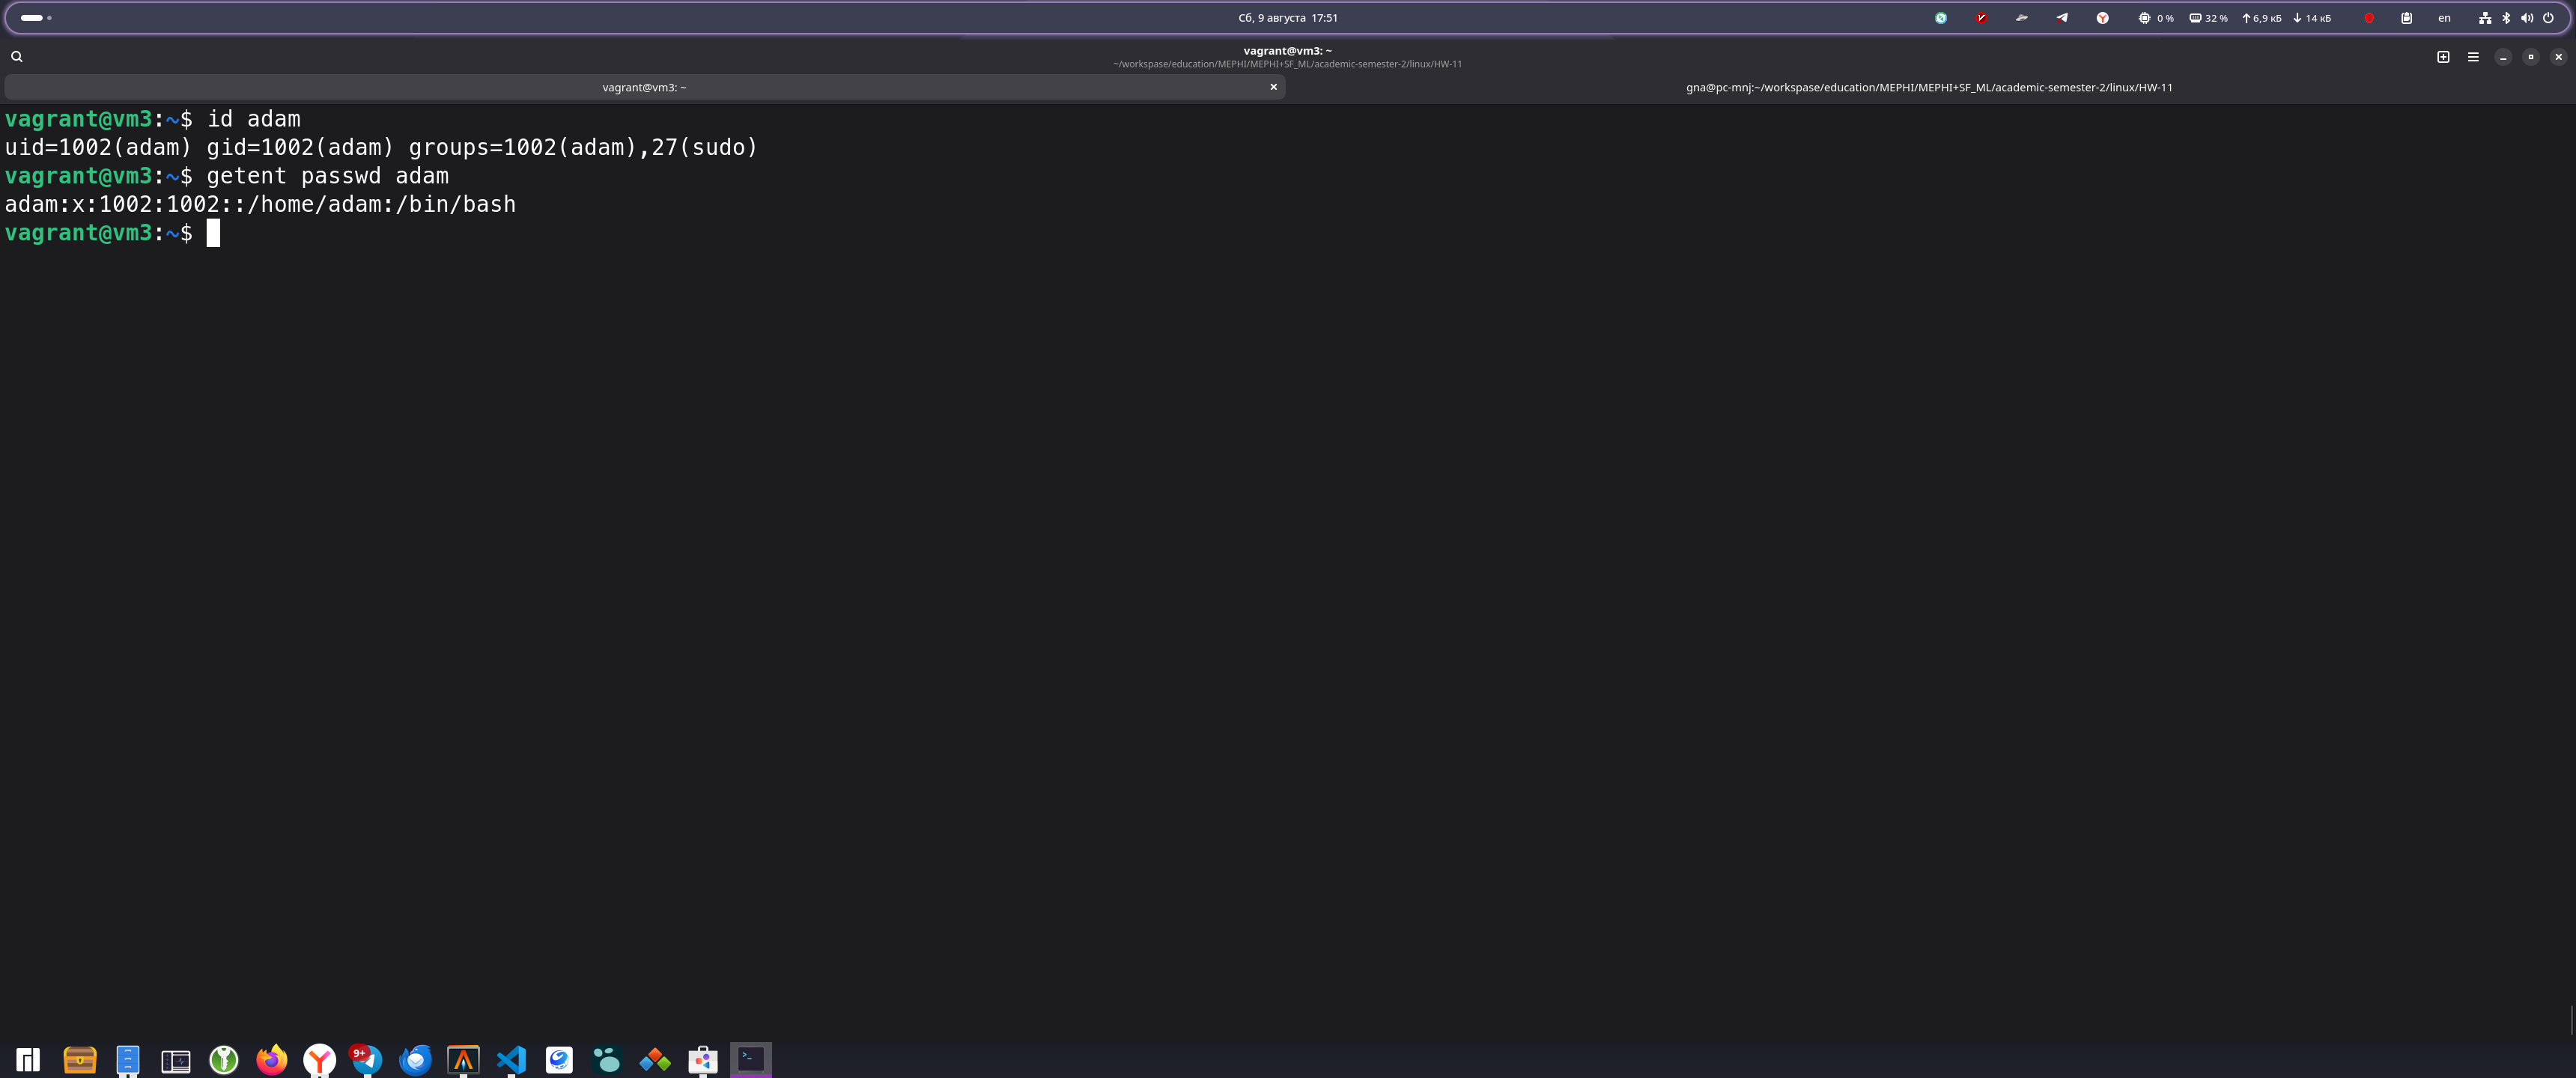 Сб, 9 августа 17:51
0 % 32 % 6,9 кБ 14 кБ en
vagrant@vm3: ~
~/workspase/education/MEPHI/MEPHI+SF_ML/academic-semester-2/linux/HW-11
vagrant@vm3: ~
gna@pc-mnj:~/workspase/education/MEPHI/MEPHI+SF_ML/academic-semester-2/linux/HW-11
vagrant@vm3:~$ id adam
uid=1002(adam) gid=1002(adam) groups=1002(adam),27(sudo)
vagrant@vm3:~$ getent passwd adam
adam:x:1002:1002::/home/adam:/bin/bash
vagrant@vm3:~$
9+